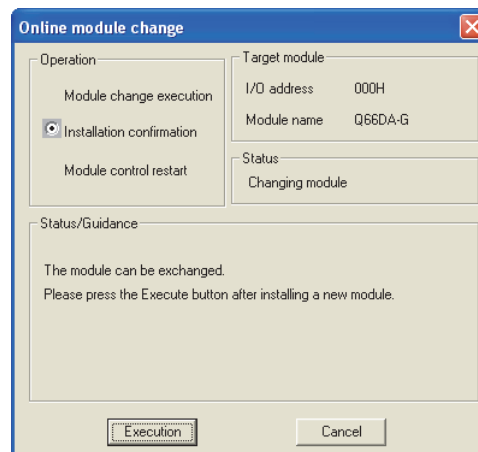 Online module change
Operation
Module change execution
Installation confirmation
Module control restart
Target module
I/O address 000H
Module name Q66DA-G
Status
Changing module
Status/Guidance
The module can be exchanged.
Please press the Execute button after installing a new module.
Execution Cancel